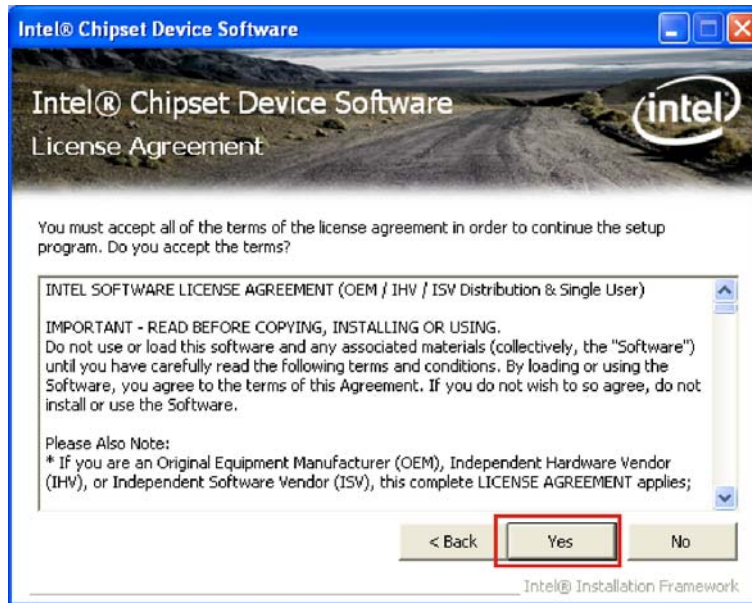 Intel® Chipset Device Software
Intel® Chipset Device Software
intel
License Agreement
You must accept all of the terms of the license agreement in order to continue the setup
program. Do you accept the terms?
INTEL SOFTWARE LICENSE AGREEMENT (OEM / IHV / ISV Distribution & Single User)
IMPORTANT - READ BEFORE COPYING, INSTALLING OR USING.
Do not use or load this software and any associated materials (collectively, the "Software")
until you have carefully read the following terms and conditions. By loading or using the
Software, you agree to the terms of this Agreement. If you do not wish to so agree, do not
install or use the Software.
Please Also Note:
* If you are an Original Equipment Manufacturer (OEM), Independent Hardware Vendor
(IHV), or Independent Software Vendor (ISV), this complete LICENSE AGREEMENT applies;
< Back Yes No
Intel® Installation Framework